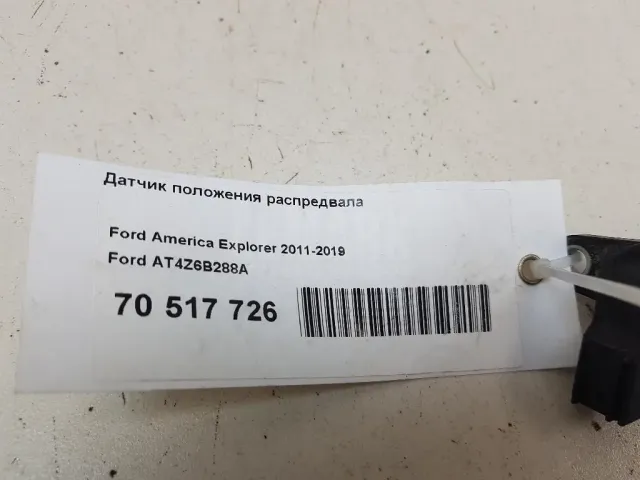 Датчик положения распредвала
Ford America Explorer 2011-2019
Ford AT4Z6B288A
70 517 726